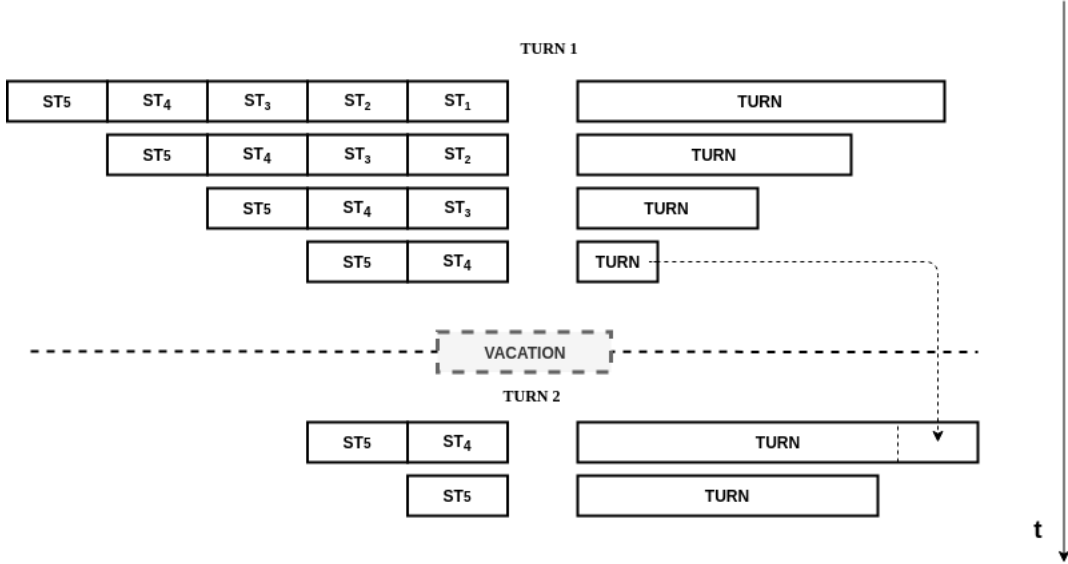 TURN 1
ST5 ST4 ST3 ST2 ST1 TURN
ST5 ST4 ST3 ST2 TURN
ST5 ST4 ST3 TURN
ST5 ST4 TURN
VACATION
TURN 2
ST5 ST4 TURN
ST5 TURN
t